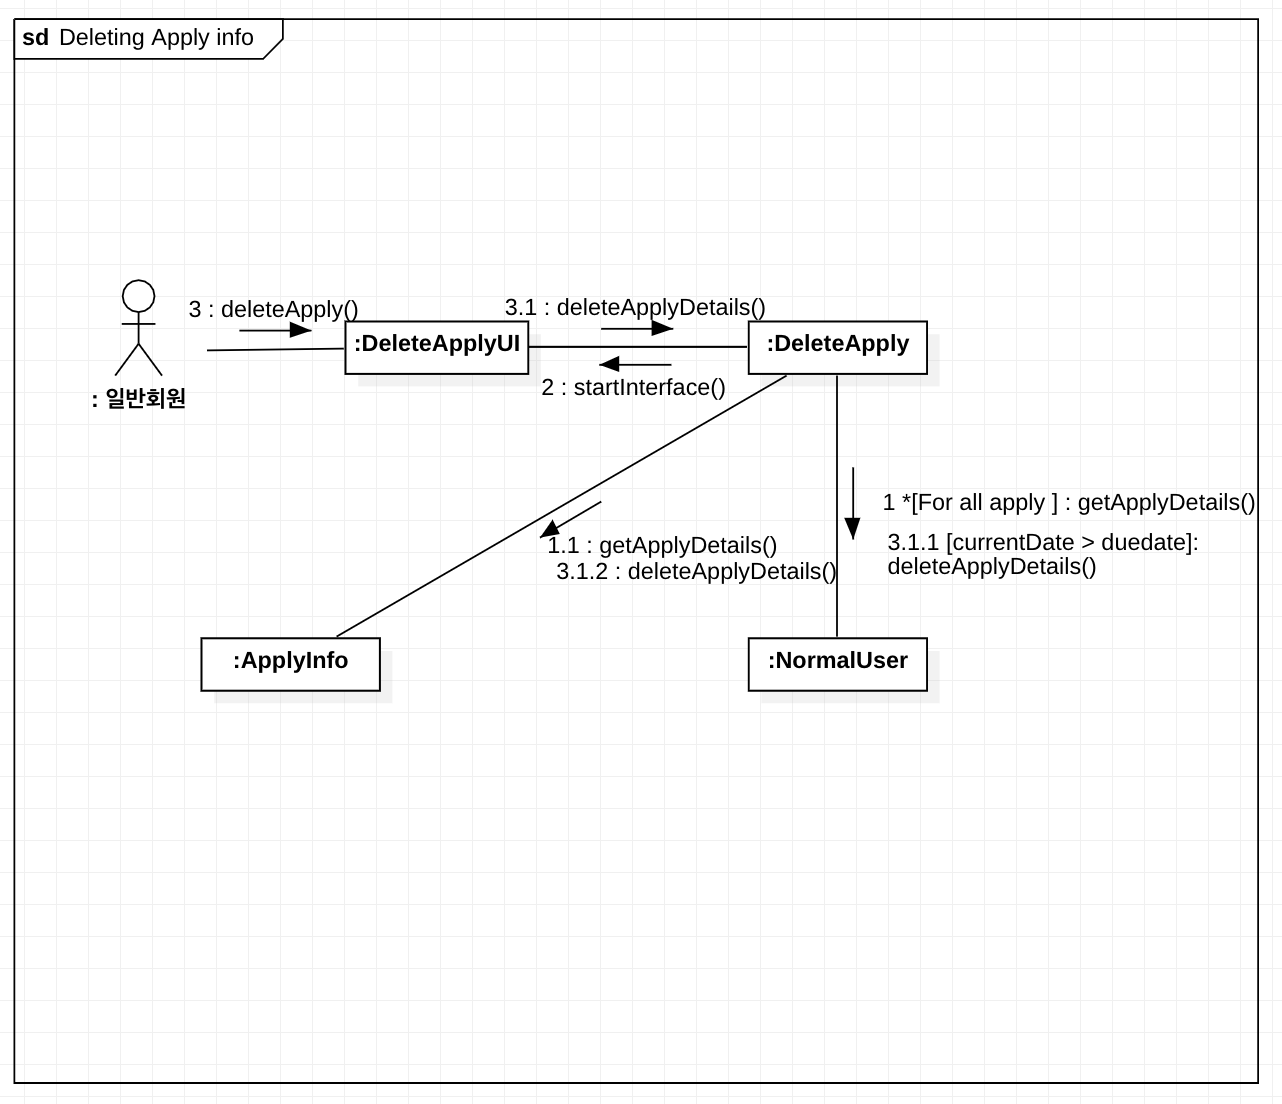 sd Deleting Apply info
3 : deleteApply()
3.1 : deleteApplyDetails()
:DeleteApplyUI
:DeleteApply
2 : startInterface()
: 일반회원
1 *[For all apply ] : getApplyDetails()
3.1.1 [currentDate > duedate]:
deleteApplyDetails()
1.1 : getApplyDetails()
3.1.2 : deleteApplyDetails()
:ApplyInfo
:NormalUser